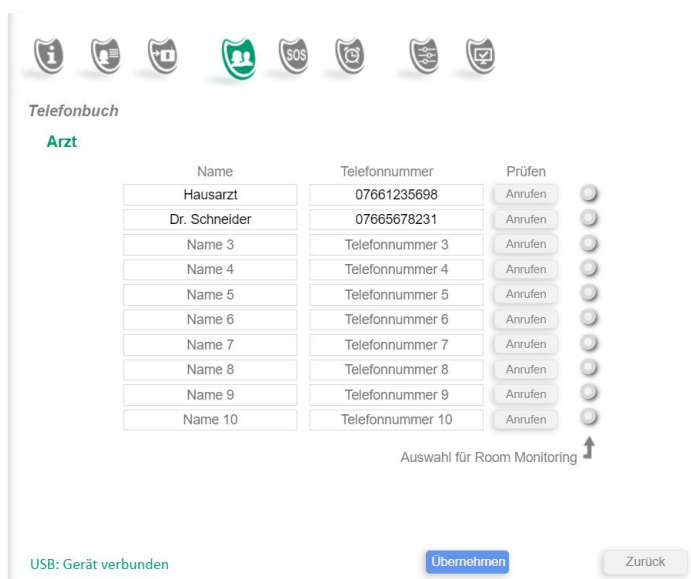 SOS
Telefonbuch
Arzt
Name Telefonnummer Prüfen
Hausarzt 07661235698 Anrufen
Dr. Schneider 07665678231 Anrufen
Name 3 Telefonnummer 3 Anrufen
Name 4 Telefonnummer 4 Anrufen
Name 5 Telefonnummer 5 Anrufen
Name 6 Telefonnummer 6 Anrufen
Name 7 Telefonnummer 7 Anrufen
Name 8 Telefonnummer 8 Anrufen
Name 9 Telefonnummer 9 Anrufen
Name 10 Telefonnummer 10 Anrufen
Auswahl für Room Monitoring
USB: Gerät verbunden Übernehmen Zurück